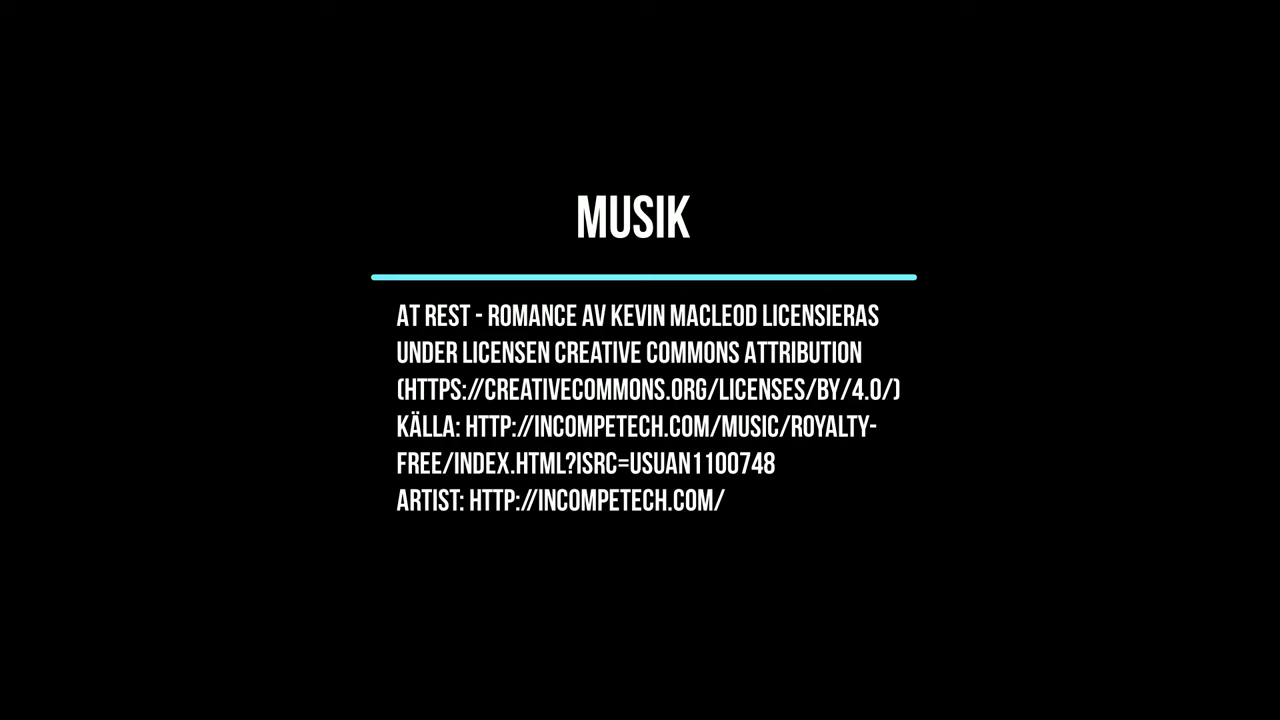 MUSIK
AT REST - ROMANCE AV KEVIN MACLEOD LICENSIERAS
UNDER LICENSEN CREATIVE COMMONS ATTRIBUTION
(HTTPS://CREATIVECOMMONS.ORG/LICENSES/BY/4.0/)
KÄLLA: HTTP://INCOMPETECH.COM/MUSIC/ROYALTY-
FREE/INDEX.HTML?ISRC=USUAN1100748
ARTIST: HTTP://INCOMPETECH.COM/